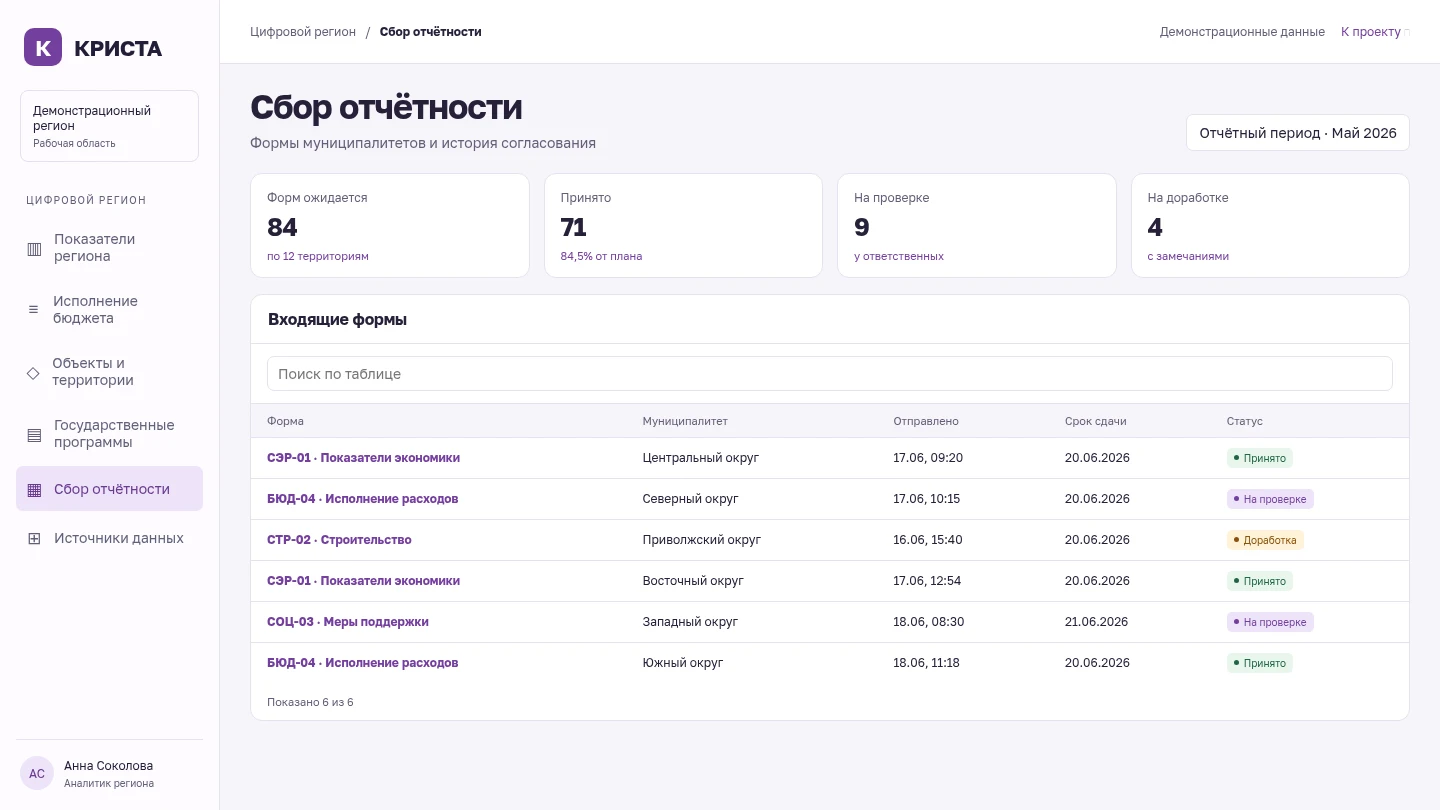 К КРИСТА
Демонстрационный
регион
Рабочая область
ЦИФРОВОЙ РЕГИОН
Показатели
региона
Исполнение
бюджета
Объекты и
территории
Государственные
программы
Сбор отчётности
Источники данных
АС
Анна Соколова
Аналитик региона
Цифровой регион / Сбор отчётности
Демонстрационные данные К проекту
Сбор отчётности
Формы муниципалитетов и история согласования
Отчётный период · Май 2026
Форм ожидается
84
по 12 территориям
Принято
71
84,5% от плана
На проверке
9
у ответственных
На доработке
4
с замечаниями
Входящие формы
Поиск по таблице
Форма Муниципалитет Отправлено Срок сдачи Статус
СЭР-01 · Показатели экономики Центральный округ 17.06, 09:20 20.06.2026 Принято
БЮД-04 · Исполнение расходов Северный округ 17.06, 10:15 20.06.2026 На проверке
СТР-02 · Строительство Приволжский округ 16.06, 15:40 20.06.2026 Доработка
СЭР-01 · Показатели экономики Восточный округ 17.06, 12:54 20.06.2026 Принято
СОЦ-03 · Меры поддержки Западный округ 18.06, 08:30 21.06.2026 На проверке
БЮД-04 · Исполнение расходов Южный округ 18.06, 11:18 20.06.2026 Принято
Показано 6 из 6